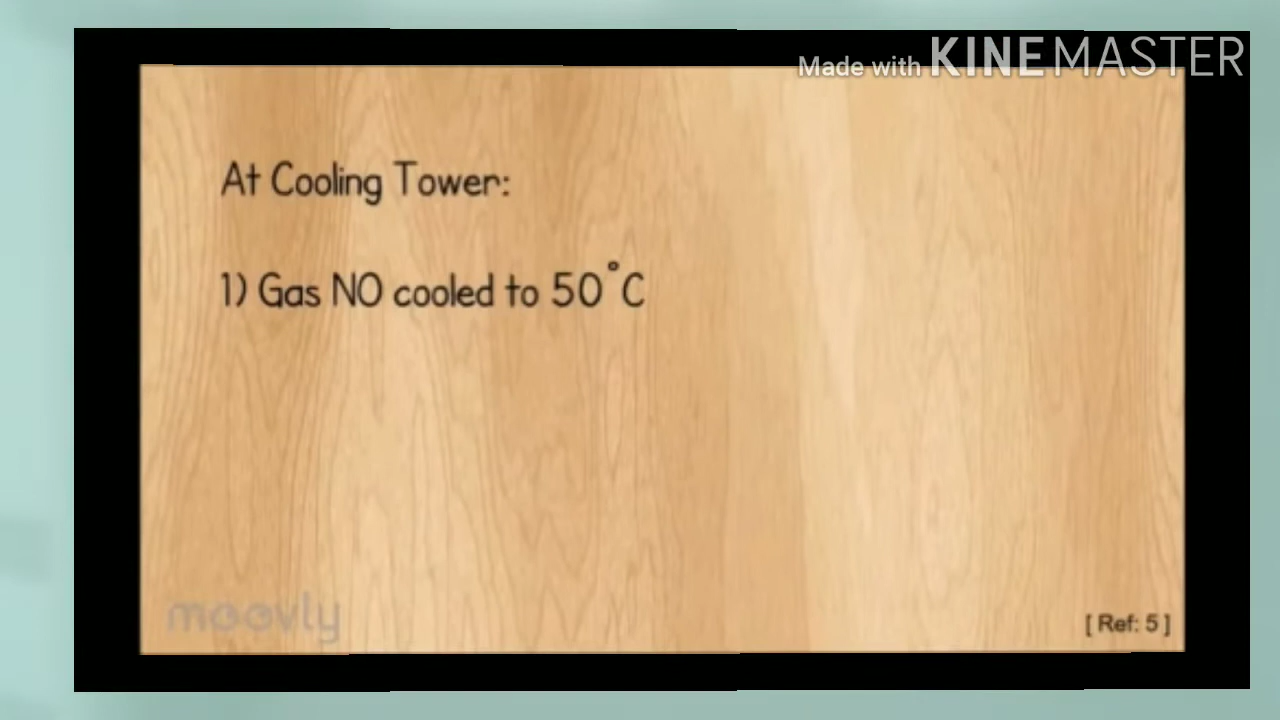 Made with KINEMASTER
At Cooling Tower:
1) Gas NO cooled to 50°C
moovly
[ Ref: 5 ]